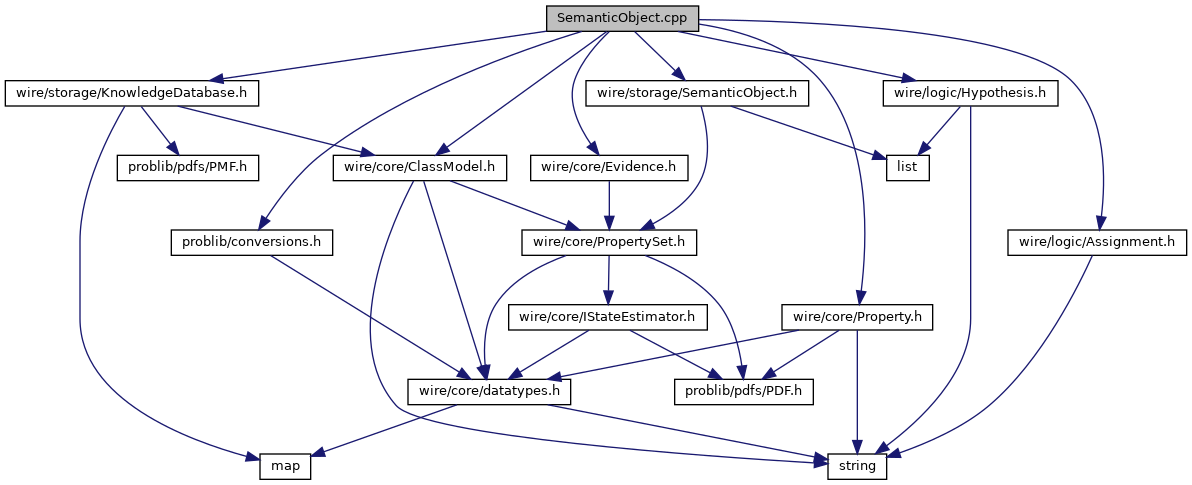 SemanticObject.cpp
wire/storage/KnowledgeDatabase.h
wire/storage/SemanticObject.h
wire/logic/Hypothesis.h
problib/pdfs/PMF.h
wire/core/ClassModel.h
wire/core/Evidence.h
list
problib/conversions.h
wire/core/PropertySet.h
wire/logic/Assignment.h
wire/core/IStateEstimator.h
wire/core/Property.h
wire/core/datatypes.h
problib/pdfs/PDF.h
map
string